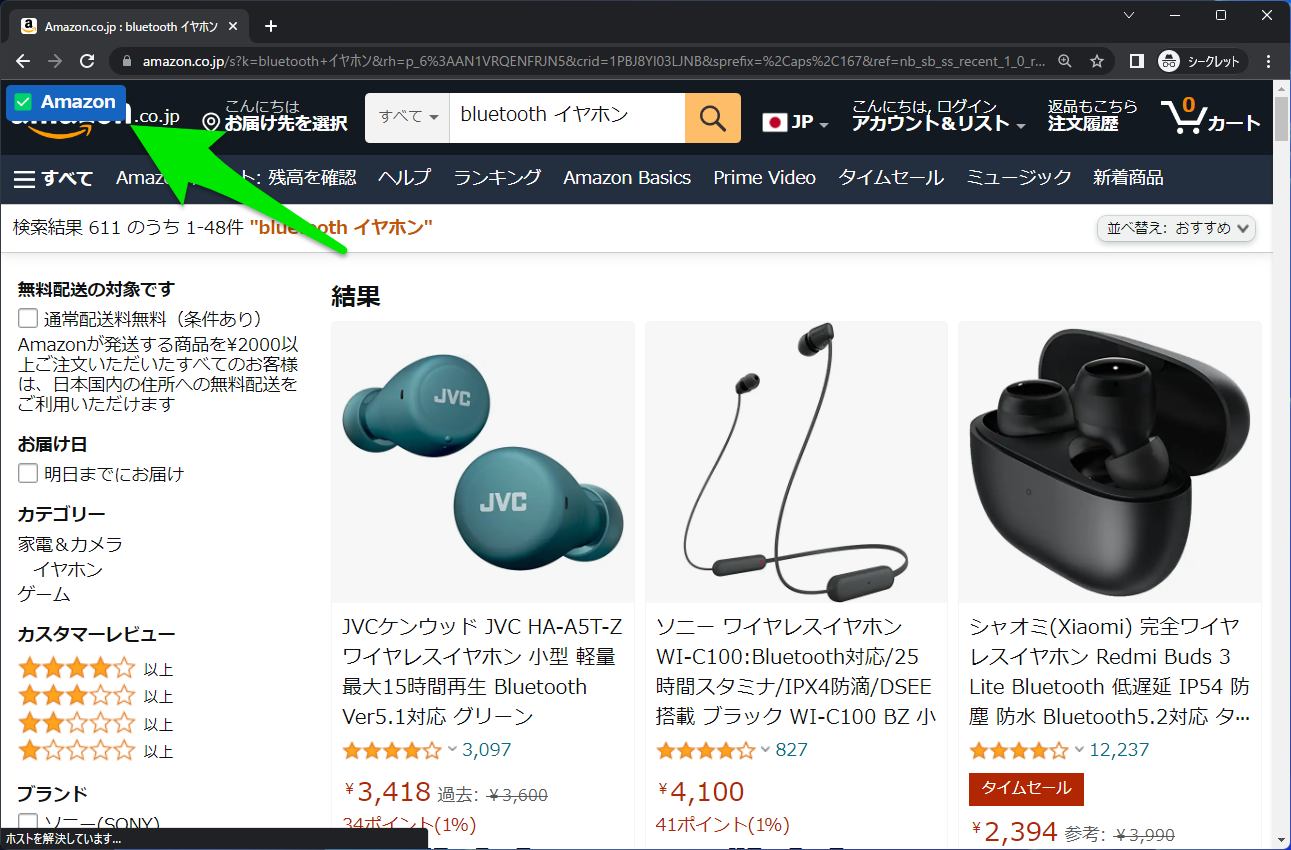 Amazon.co.jp : bluetooth イヤホン
amazon.co.jp/s?k=bluetooth+イヤホン&rh=p_6%3AAN1VRQENFRJN5&crid=1PBJ8YI03LJNB&sprefix=%2Caps%2C167&ref=nb_sb_ss_recent_1_0_r...
シークレット
Amazon
.co.jp
こんにちは
お届け先を選択
すべて
bluetooth イヤホン
JP
こんにちは, ログイン
アカウント&リスト
返品もこちら
注文履歴
0
カート
すべて
Amaz ト: 残高を確認
ヘルプ
ランキング
Amazon Basics
Prime Video
タイムセール
ミュージック
新着商品
検索結果 611 のうち 1-48件 "bluetooth イヤホン"
並べ替え: おすすめ
無料配送の対象です
通常配送料無料（条件あり）
Amazonが発送する商品を¥2000以
上ご注文いただいたすべてのお客様
は、日本国内の住所への無料配送を
ご利用いただけます
お届け日
明日までにお届け
カテゴリー
家電＆カメラ
イヤホン
ゲーム
カスタマーレビュー
以上
以上
以上
以上
ブランド
ソニー(SONY)
ホストを解決しています...
結果
JVC
JVC
JVCケンウッド JVC HA-A5T-Z
ワイヤレスイヤホン 小型 軽量
最大15時間再生 Bluetooth
Ver5.1対応 グリーン
3,097
¥3,418 過去: ¥3,600
34ポイント(1%)
ソニー ワイヤレスイヤホン
WI-C100:Bluetooth対応/25
時間スタミナ/IPX4防滴/DSEE
搭載 ブラック WI-C100 BZ 小
827
¥4,100
41ポイント(1%)
シャオミ(Xiaomi) 完全ワイヤ
レスイヤホン Redmi Buds 3
Lite Bluetooth 低遅延 IP54 防
塵 防水 Bluetooth5.2対応 タ…
12,237
タイムセール
¥2,394 参考: ¥3,990